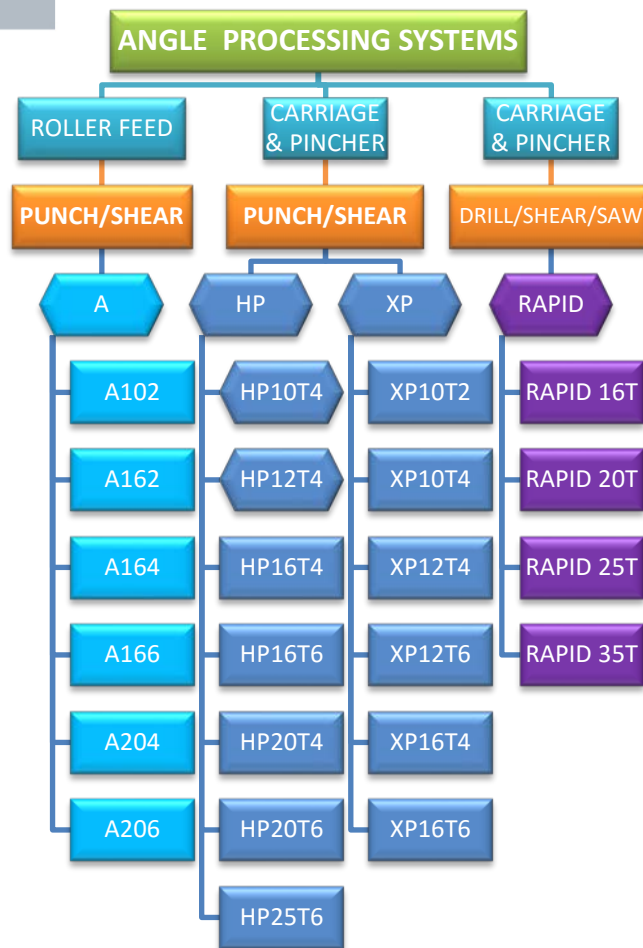 ANGLE PROCESSING SYSTEMS
ROLLER FEED
CARRIAGE
& PINCHER
CARRIAGE
& PINCHER
PUNCH/SHEAR
PUNCH/SHEAR
DRILL/SHEAR/SAW
A
HP
XP
RAPID
A102
HP10T4
XP10T2
RAPID 16T
A162
HP12T4
XP10T4
RAPID 20T
A164
HP16T4
XP12T4
RAPID 25T
A166
HP16T6
XP12T6
RAPID 35T
A204
HP20T4
XP16T4
A206
HP20T6
XP16T6
HP25T6